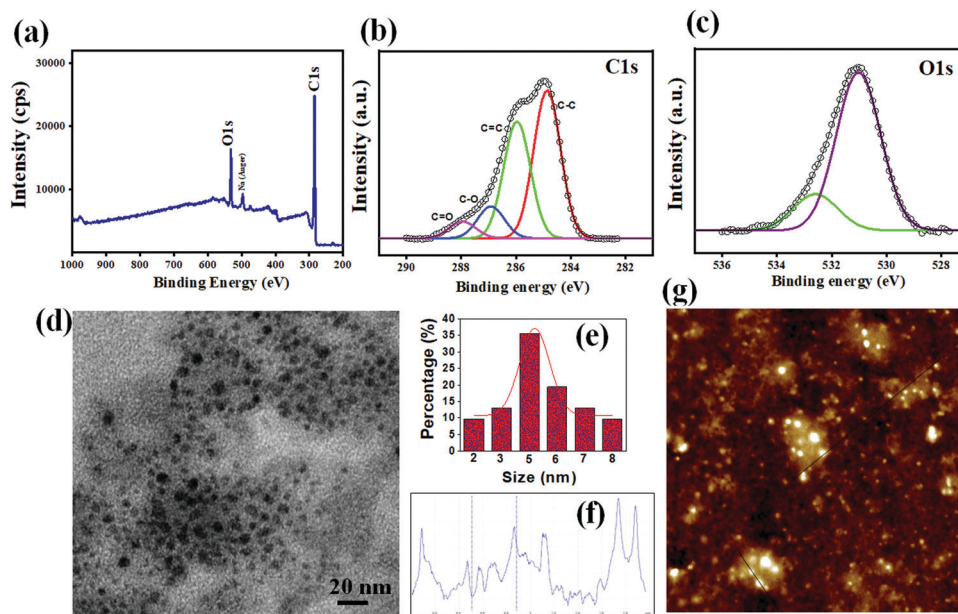 (a)
Intensity (cps)
30000
20000
10000
O1s
Na (Auger)
C1s
1000 900 800 700 600 500 400 300 200
Binding Energy (eV)
(b)
Intensity (a.u.)
C1s
C-C
C=C
C-O
C=O
290 288 286 284 282
Binding energy (eV)
(c)
Intensity (a.u.)
O1s
536 534 532 530 528
Binding energy (eV)
(d)
20 nm
(e)
Percentage (%)
40
35
30
25
20
15
10
5
0
2 3 5 6 7 8
Size (nm)
(f)
(g)